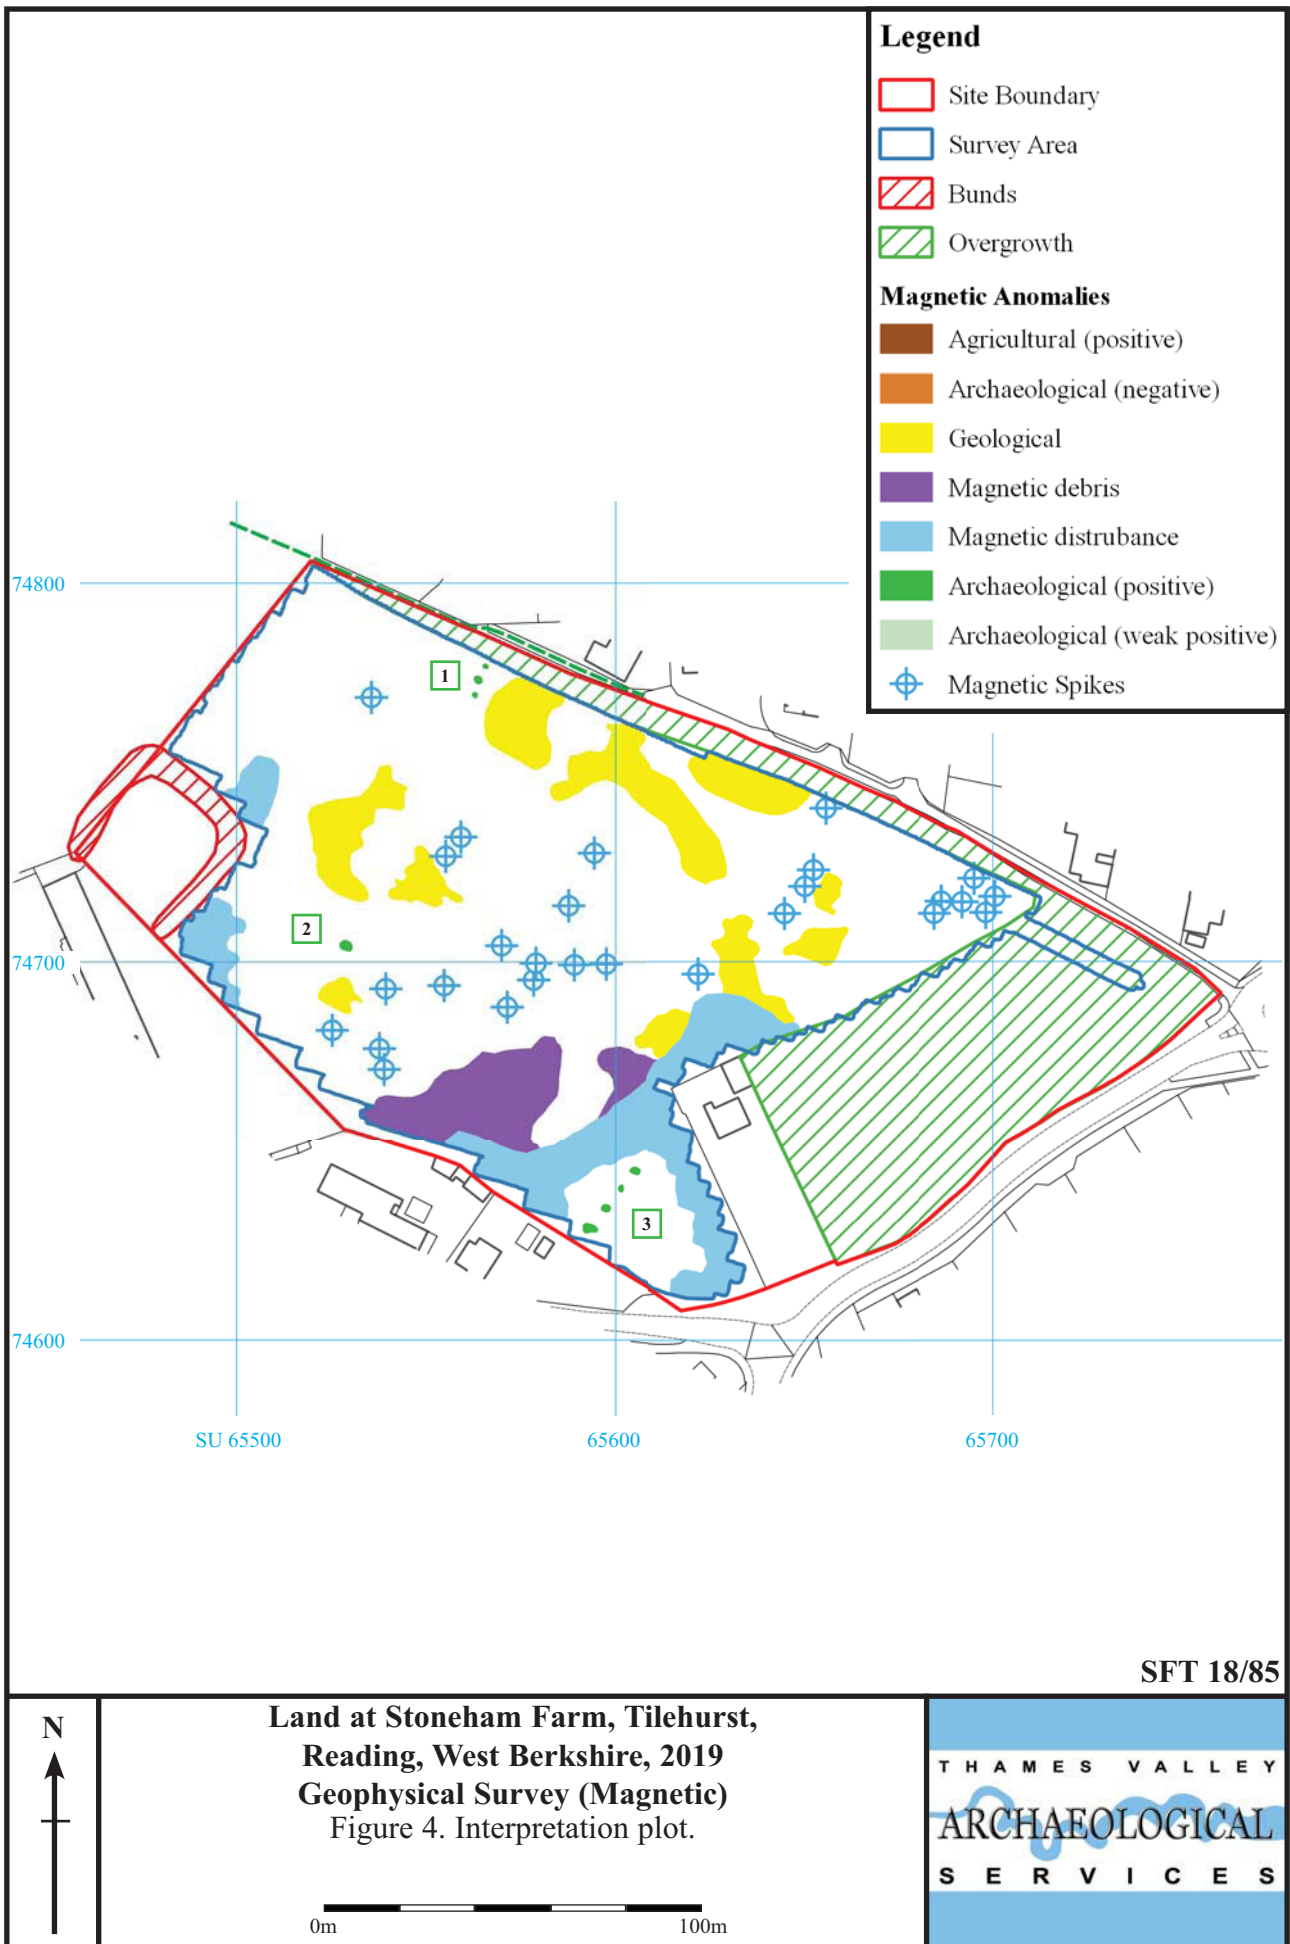 Legend
Site Boundary
Survey Area
Bunds
Overgrowth
Magnetic Anomalies
Agricultural (positive)
Archaeological (negative)
Geological
Magnetic debris
Magnetic distrubance
Archaeological (positive)
Archaeological (weak positive)
Magnetic Spikes
74800
1
2
74700
3
74600
SU 65500
65600
65700
SFT 18/85
N
Land at Stoneham Farm, Tilehurst,
Reading, West Berkshire, 2019
Geophysical Survey (Magnetic)
Figure 4. Interpretation plot.
0m
100m
THAMES VALLEY
ARCHAEOLOGICAL
SERVICES